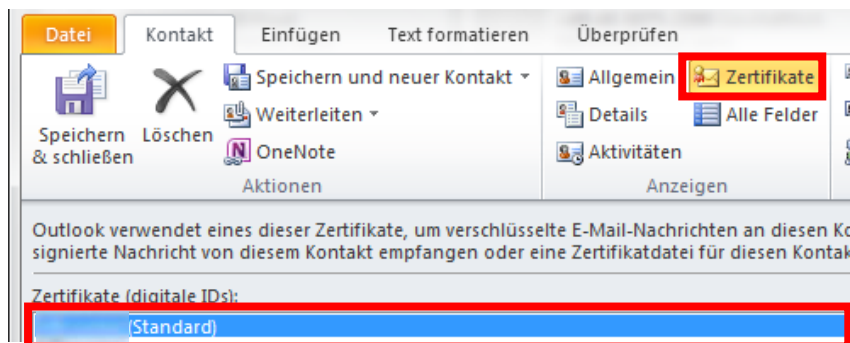 Datei Kontakt Einfügen Text formatieren Überprüfen
Speichern und neuer Kontakt Allgemein Zertifikate
Weiterleiten Details Alle Felder
Speichern & schließen Löschen OneNote Aktivitäten
Aktionen Anzeigen
Outlook verwendet eines dieser Zertifikate, um verschlüsselte E-Mail-Nachrichten an diesen Ko
signierte Nachricht von diesem Kontakt empfangen oder eine Zertifikatdatei für diesen Kontak
Zertifikate (digitale IDs):
(Standard)